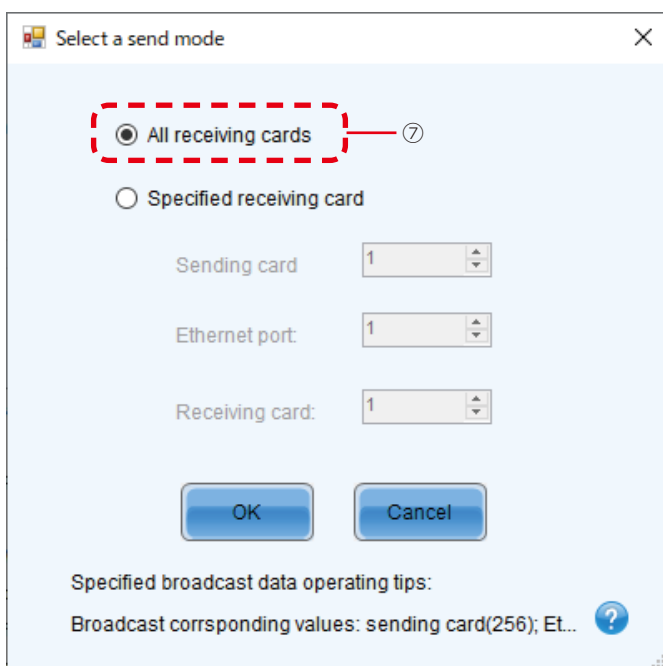 Select a send mode
All receiving cards ⑦
Specified receiving card
Sending card 1
Ethernet port: 1
Receiving card: 1
OK Cancel
Specified broadcast data operating tips:
Broadcast corrsponding values: sending card(256); Et...